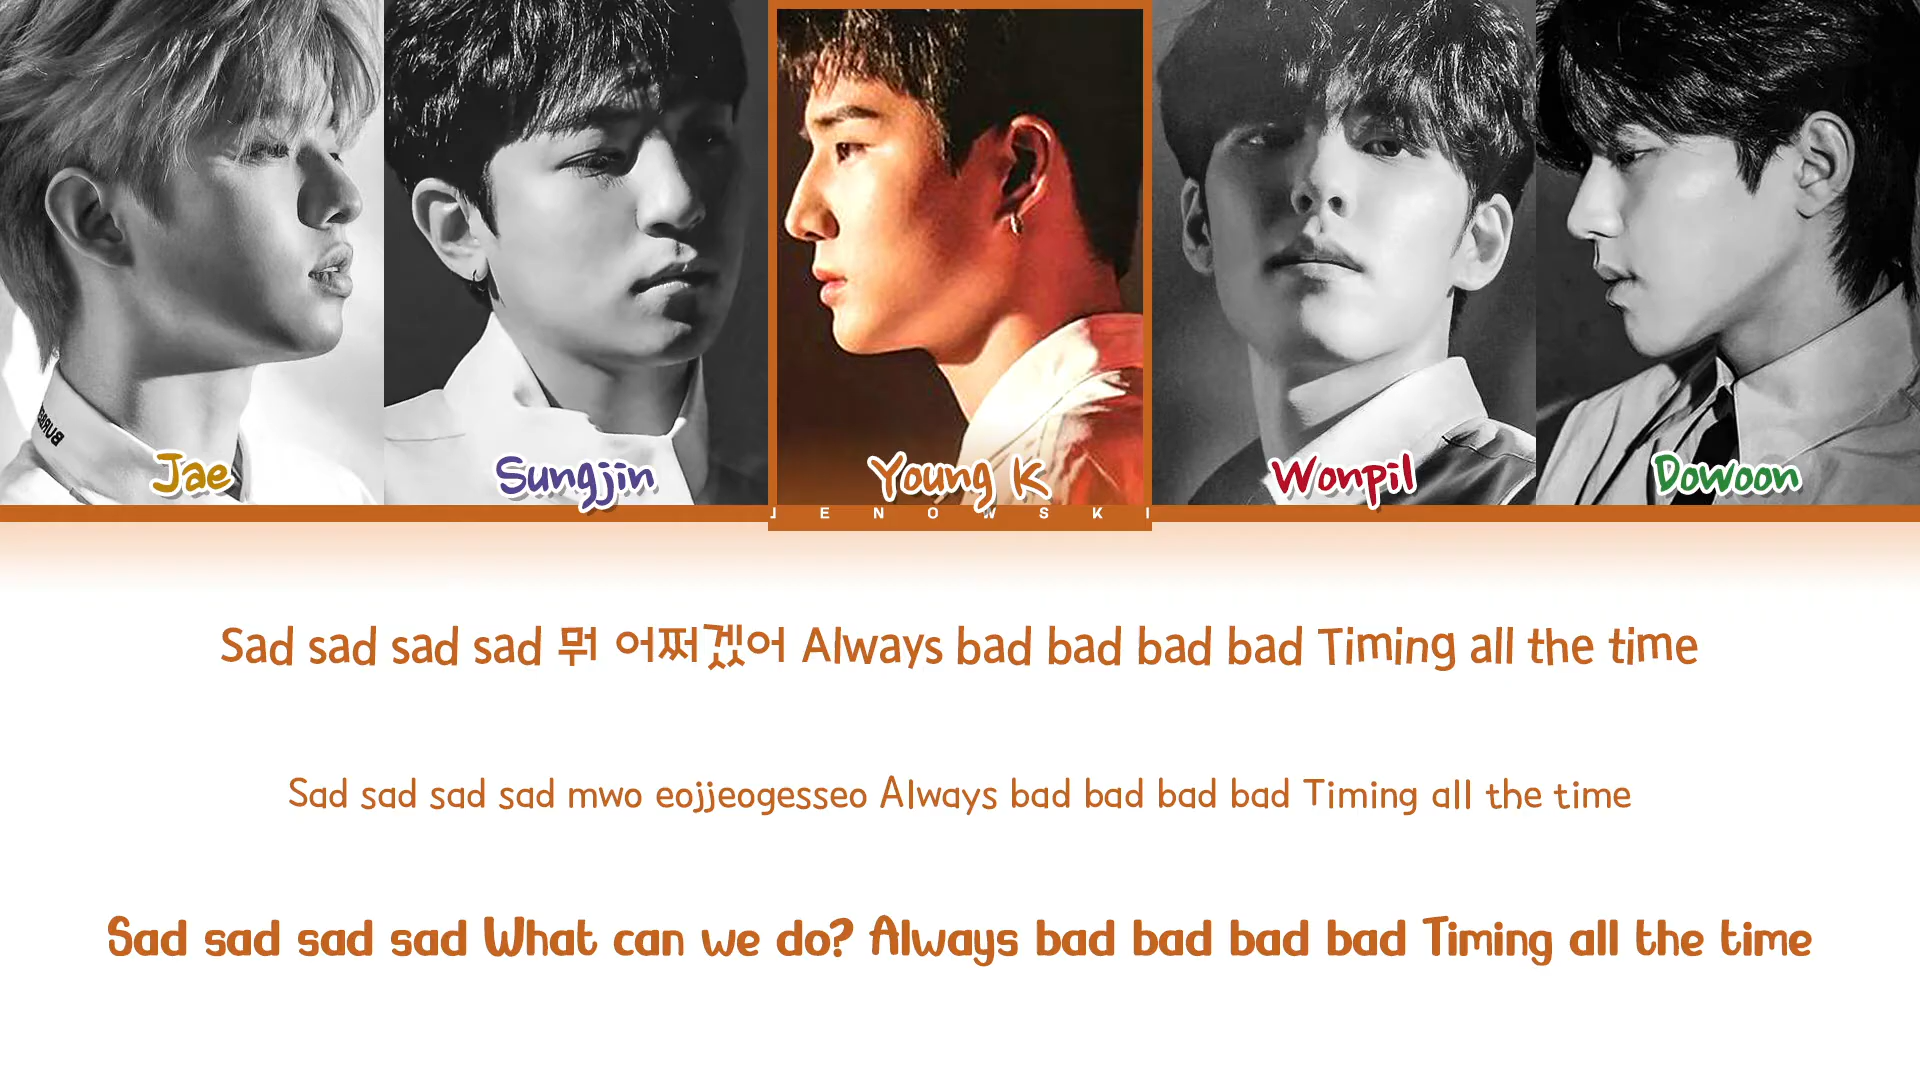 BURBER
Jae
Sungjin
Young K
Wonpil
Dowoon
JENOWSKI
Sad sad sad sad 뭐 어쩌겠어 Always bad bad bad bad Timing all the time
Sad sad sad sad mwo eojjeogesseo Always bad bad bad bad Timing all the time
Sad sad sad sad What can we do? Always bad bad bad bad Timing all the time